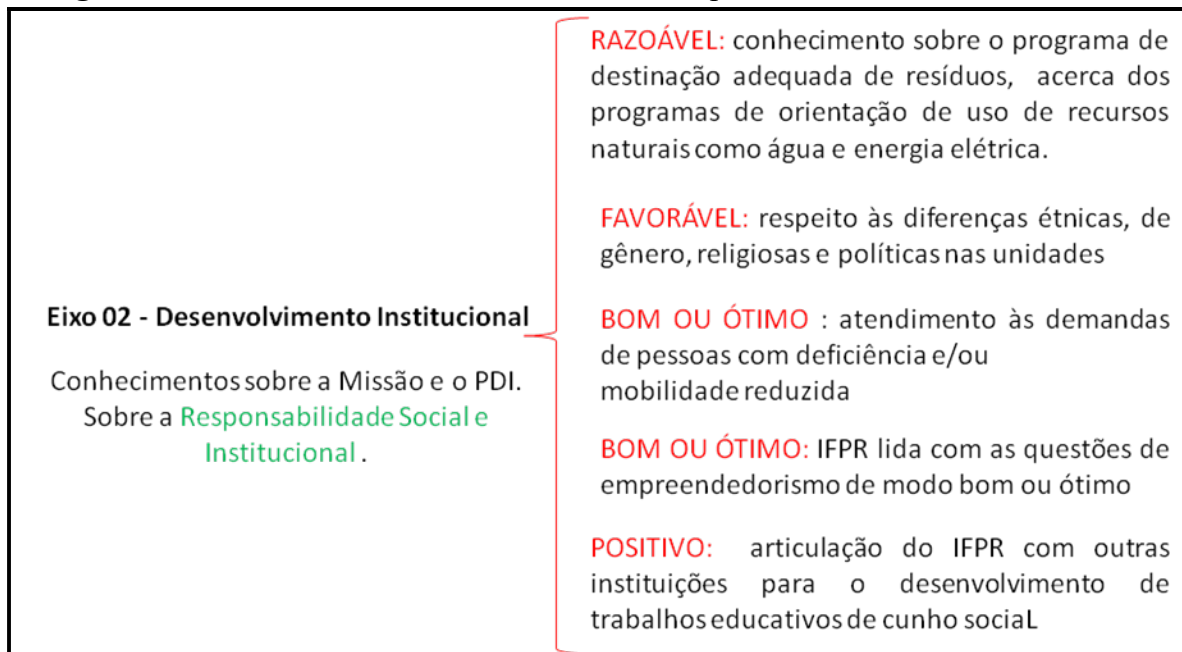 Eixo 02 - Desenvolvimento Institucional
Conhecimentos sobre a Missão e o PDI.
Sobre a Responsabilidade Social e
Institucional .
RAZOÁVEL: conhecimento sobre o programa de
destinação adequada de resíduos, acerca dos
programas de orientação de uso de recursos
naturais como água e energia elétrica.
FAVORÁVEL: respeito às diferenças étnicas, de
gênero, religiosas e políticas nas unidades
BOM OU ÓTIMO : atendimento às demandas
de pessoas com deficiência e/ou
mobilidade reduzida
BOM OU ÓTIMO: IFPR lida com as questões de
empreendedorismo de modo bom ou ótimo
POSITIVO: articulação do IFPR com outras
instituições para o desenvolvimento de
trabalhos educativos de cunho sociaL